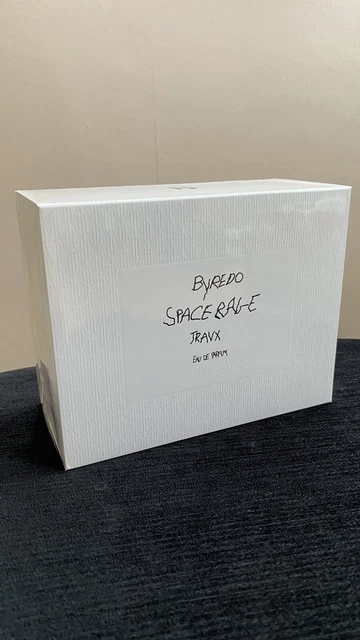 BYREDO
SPACE RAGE
TRAVX
EAU DE PARFUM